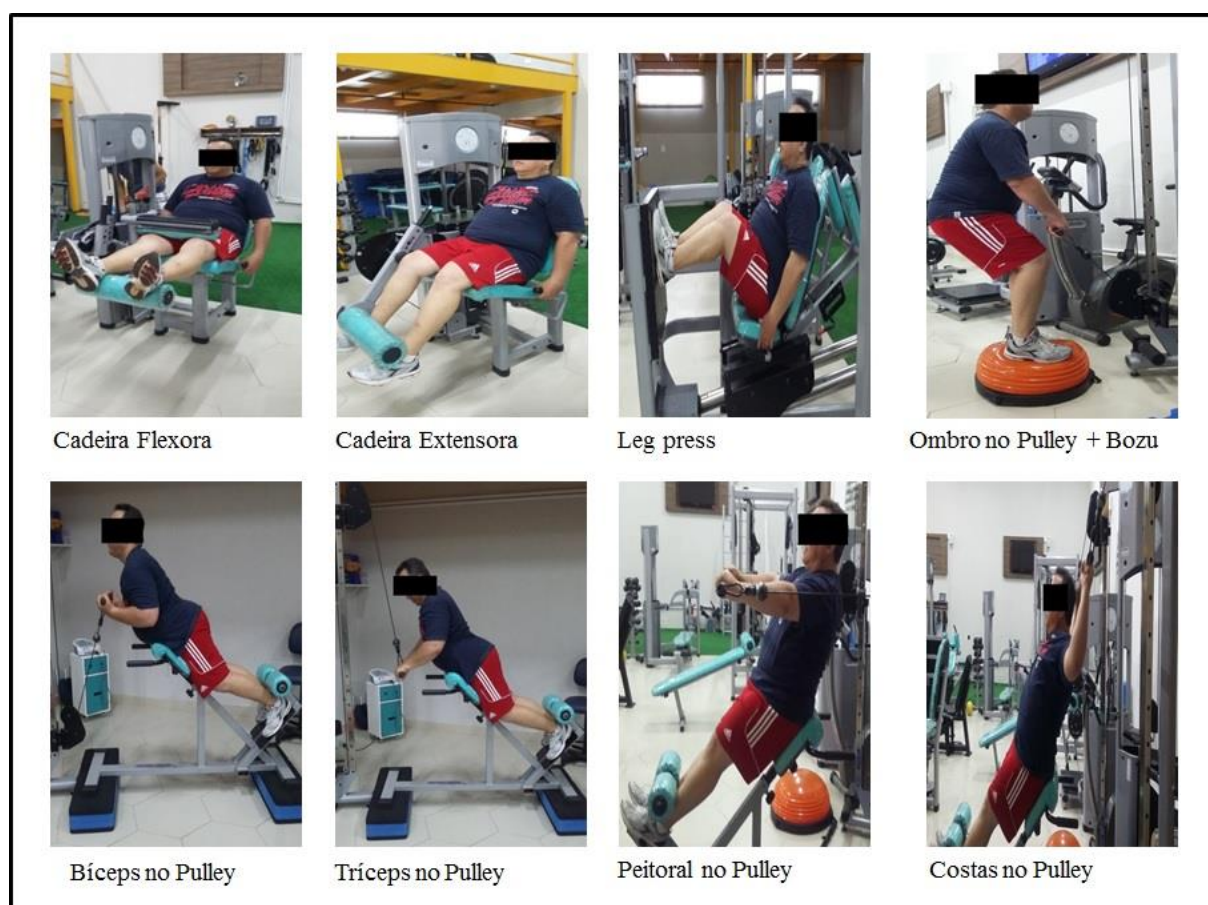 Cadeira Flexora
Cadeira Extensora
Leg press
Ombro no Pulley + Bozu
Bíceps no Pulley
Tríceps no Pulley
Peitoral no Pulley
Costas no Pulley